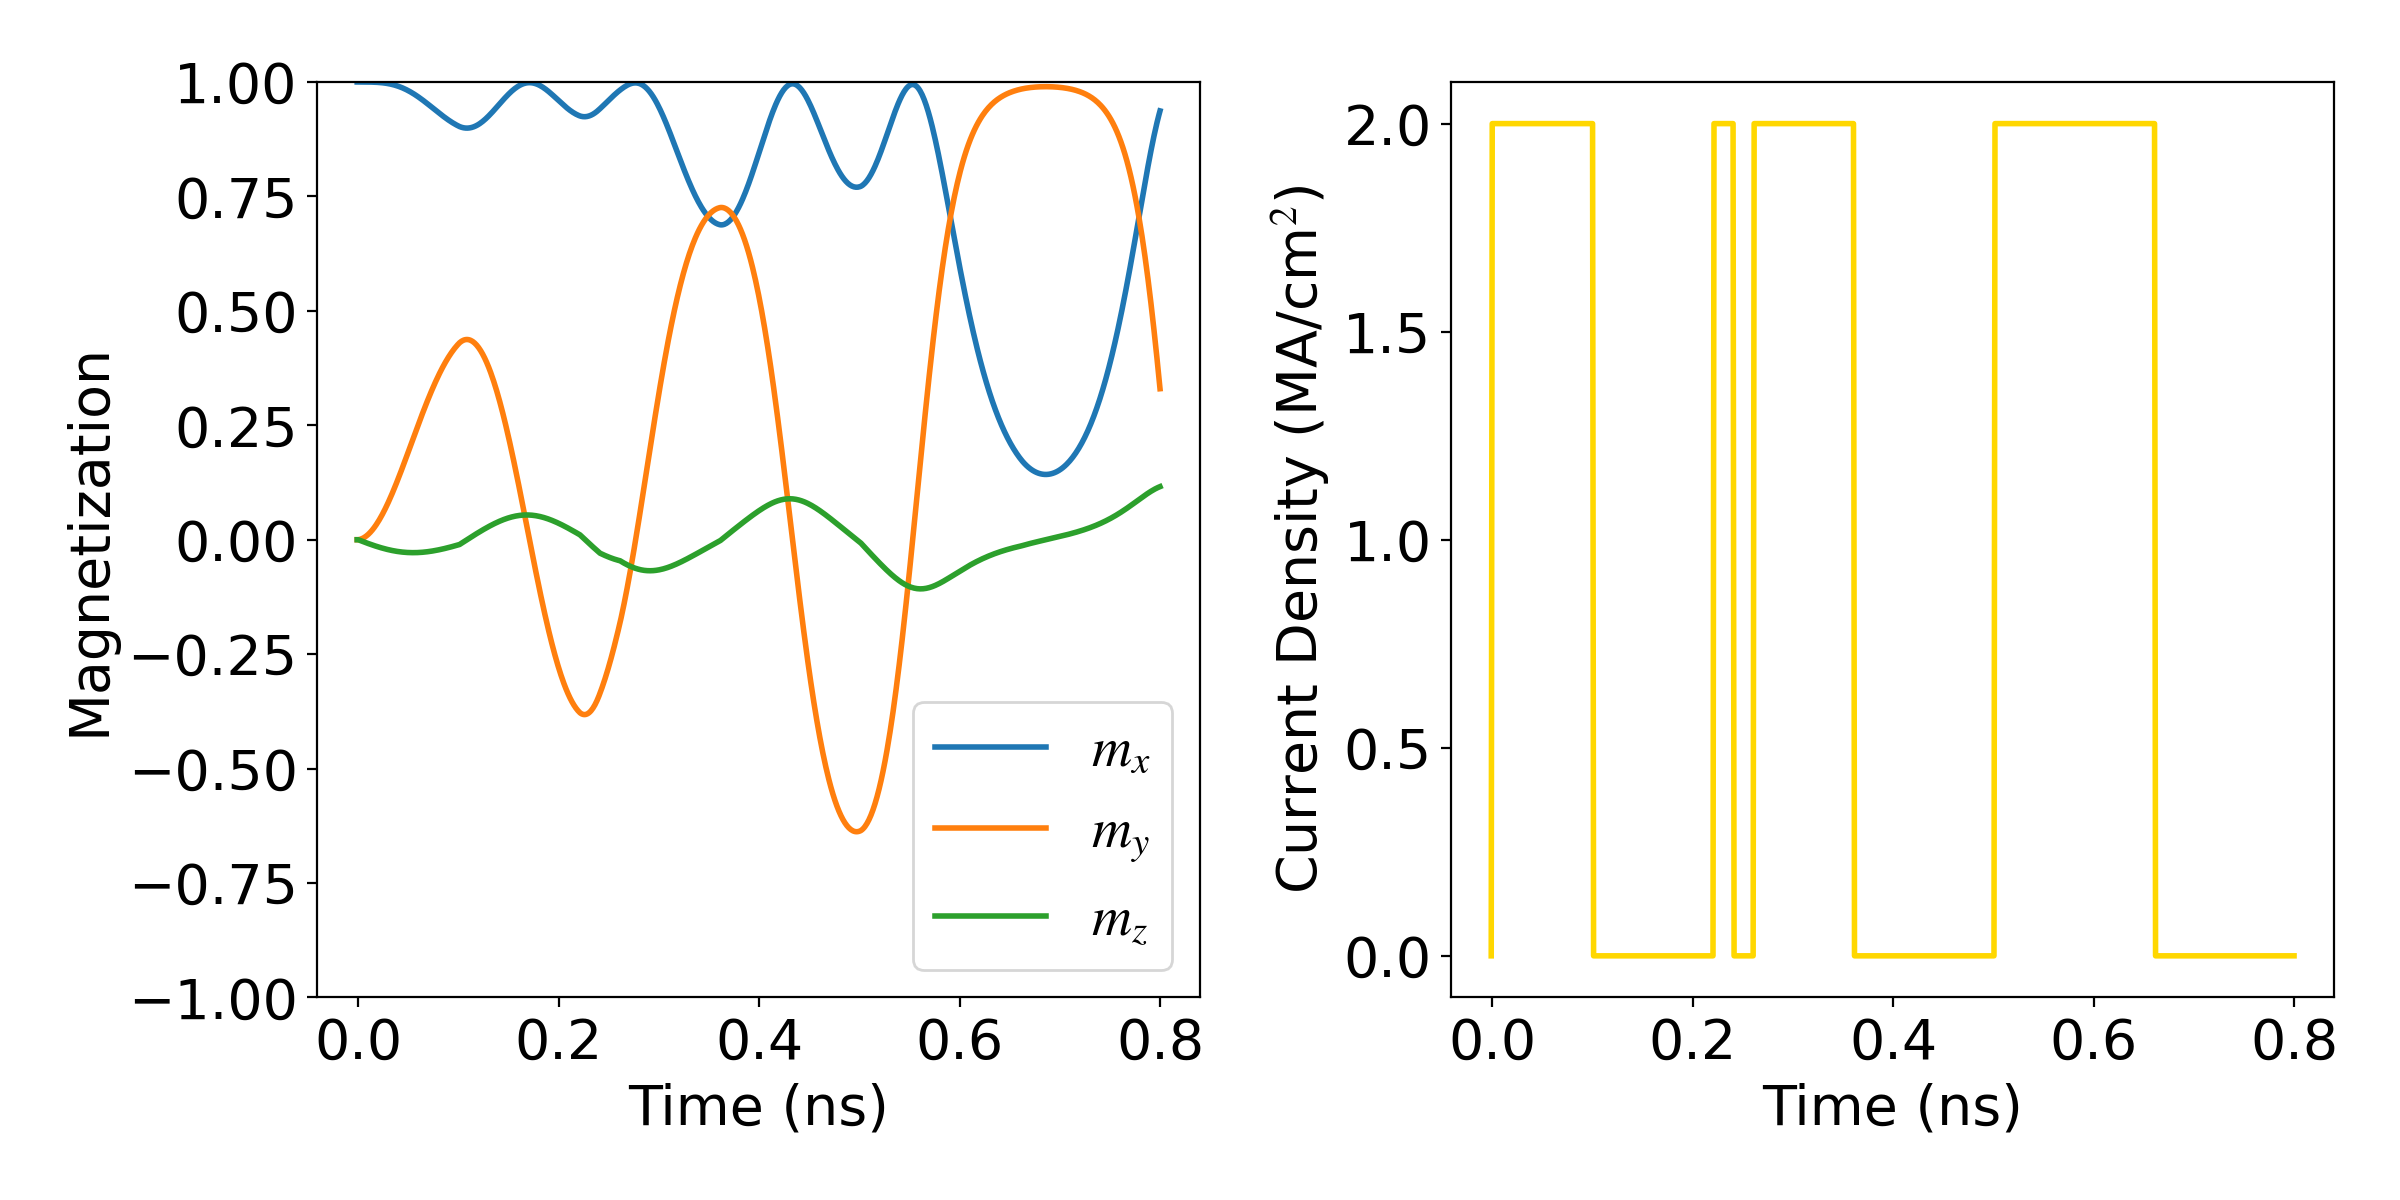 Magnetization
1.00
0.75
0.50
0.25
0.00
−0.25
−0.50
−0.75
−1.00
0.0 0.2 0.4 0.6 0.8
Time (ns)
m_x
m_y
m_z
Current Density (MA/cm²)
2.0
1.5
1.0
0.5
0.0
0.0 0.2 0.4 0.6 0.8
Time (ns)